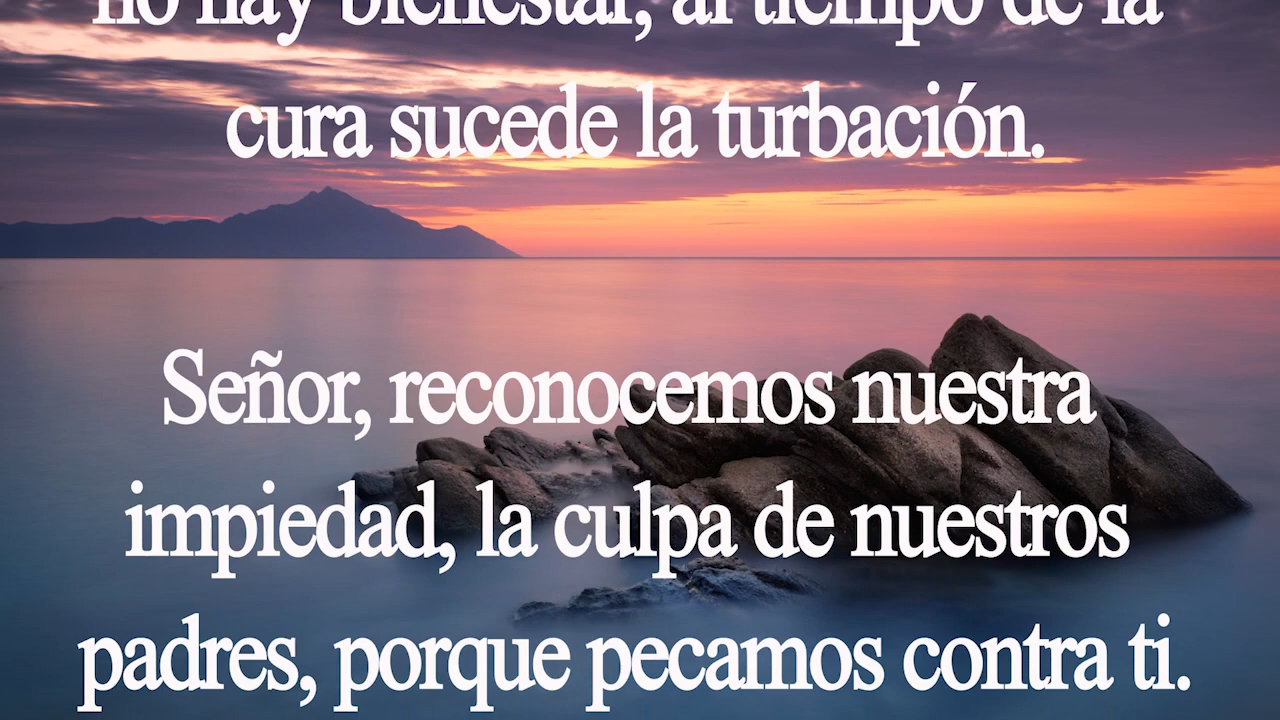 no hay bienestar, al tiempo de la
cura sucede la turbación.
Señor, reconocemos nuestra
impiedad, la culpa de nuestros
padres, porque pecamos contra ti.